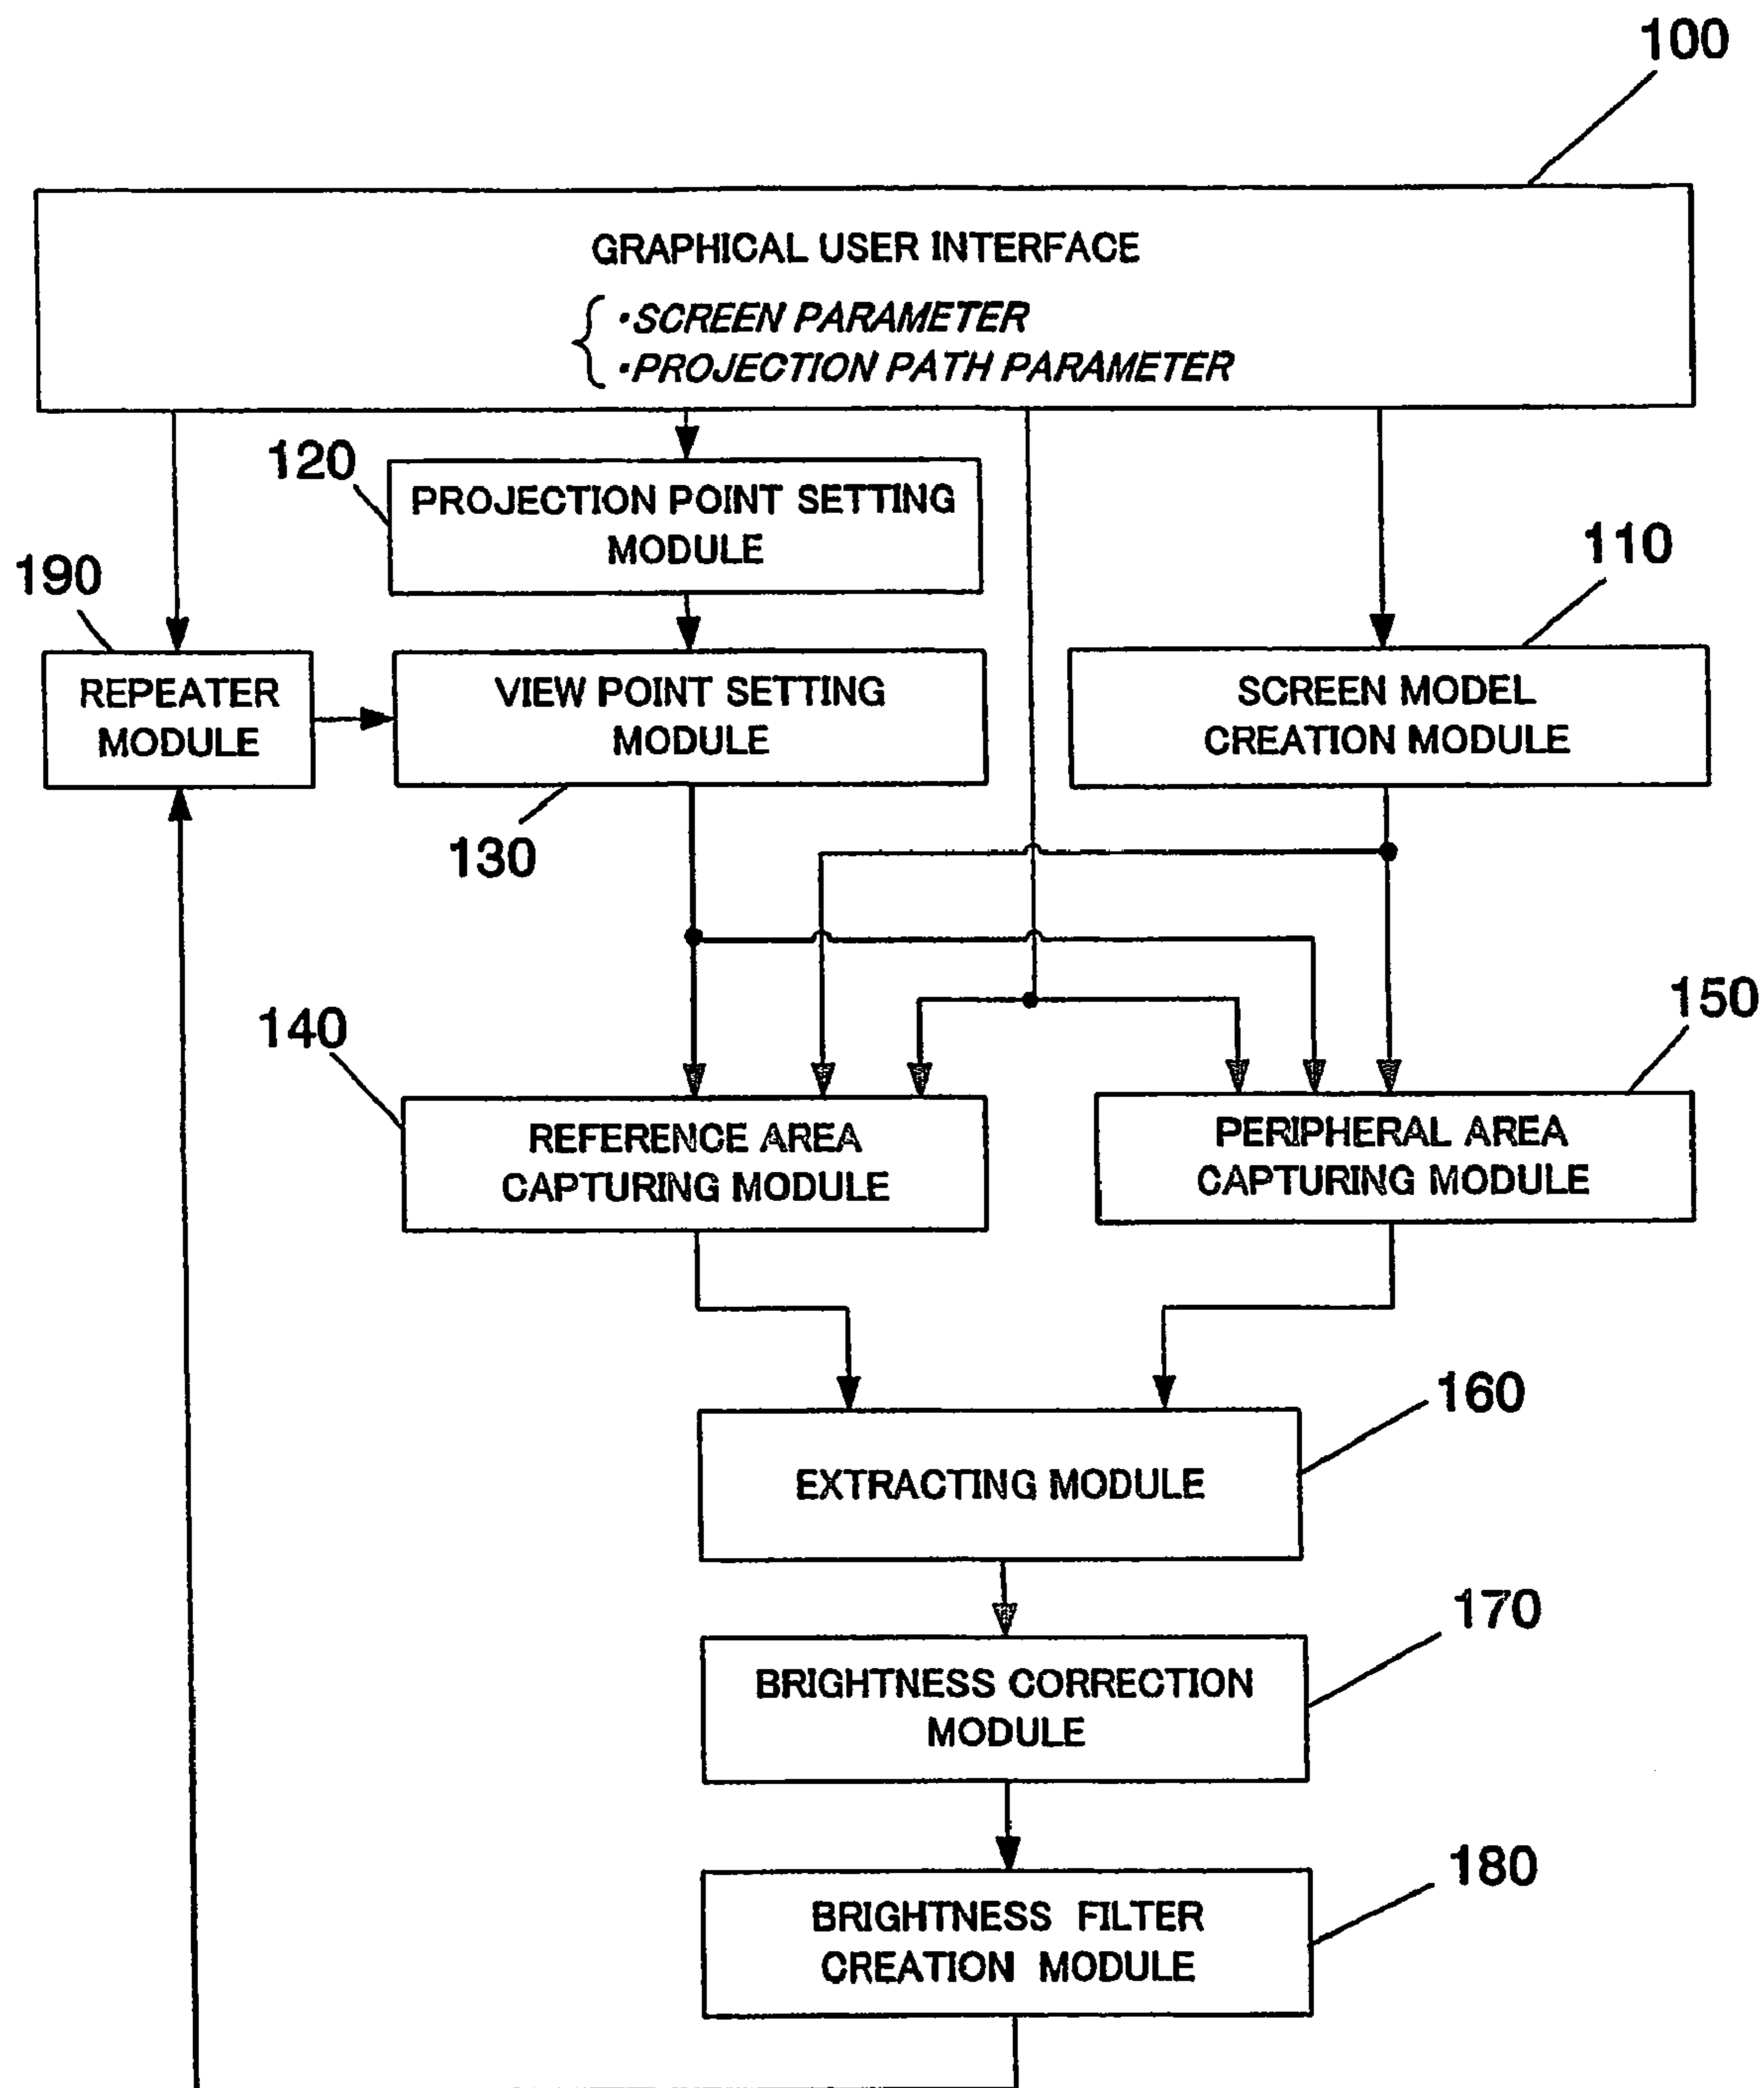 100
GRAPHICAL USER INTERFACE
・SCREEN PARAMETER
・PROJECTION PATH PARAMETER
120
PROJECTION POINT SETTING
MODULE
110
190
REPEATER
MODULE
VIEW POINT SETTING
MODULE
SCREEN MODEL
CREATION MODULE
130
140
150
REFERENCE AREA
CAPTURING MODULE
PERIPHERAL AREA
CAPTURING MODULE
160
EXTRACTING MODULE
170
BRIGHTNESS CORRECTION
MODULE
180
BRIGHTNESS FILTER
CREATION MODULE